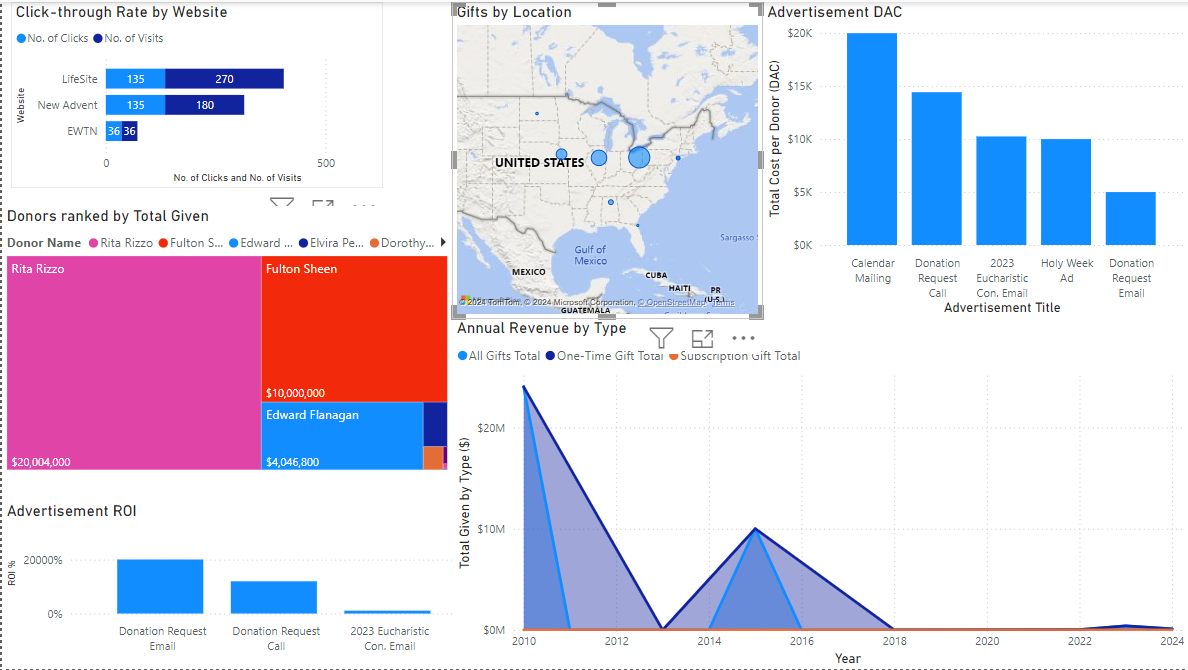 Click-through Rate by Website
No. of Clicks No. of Visits
Website
LifeSite 135 270
New Advent 135 180
EWTN 36 36
0 500
No. of Clicks and No. of Visits
Donors ranked by Total Given
Donor Name Rita Rizzo Fulton S... Edward ... Elvira Pe... Dorothy...
Rita Rizzo
$20,004,000
Fulton Sheen
$10,000,000
Edward Flanagan
$4,046,800
Advertisement ROI
ROI %
20000%
0%
Donation Request
Email
Donation Request
Call
2023 Eucharistic
Con. Email
Gifts by Location
UNITED STATES
Gulf of
Mexico
Sargasso
MEXICO
CUBA
HAITI
PR
(U.S.)
GUATEMALA
© 2024 TomTom, © 2024 Microsoft Corporation, © OpenStreetMap Terms
Advertisement DAC
Total Cost per Donor (DAC)
$20K
$15K
$10K
$5K
$0K
Calendar
Mailing
Donation
Request
Call
2023
Eucharistic
Con. Email
Holy Week
Ad
Donation
Request
Email
Advertisement Title
Annual Revenue by Type
All Gifts Total One-Time Gift Total Subscription Gift Total
Total Given by Type ($)
$20M
$10M
$0M
2010 2012 2014 2016 2018 2020 2022 2024
Year